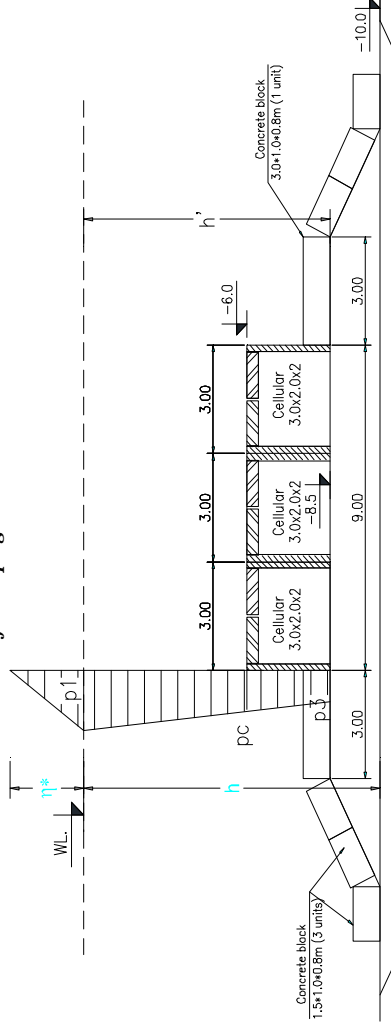 η*
WL.
p1
h
pc
p3
h'
3.00
3.00
3.00
-6.0
Cellular
3.0x2.0x2
Cellular
3.0x2.0x2
Cellular
3.0x2.0x2
-8.5
3.00
9.00
3.00
-10.0
Concrete block
1.5*1.0*0.8m (3 units)
Concrete block
3.0*1.0*0.8m (1 unit)